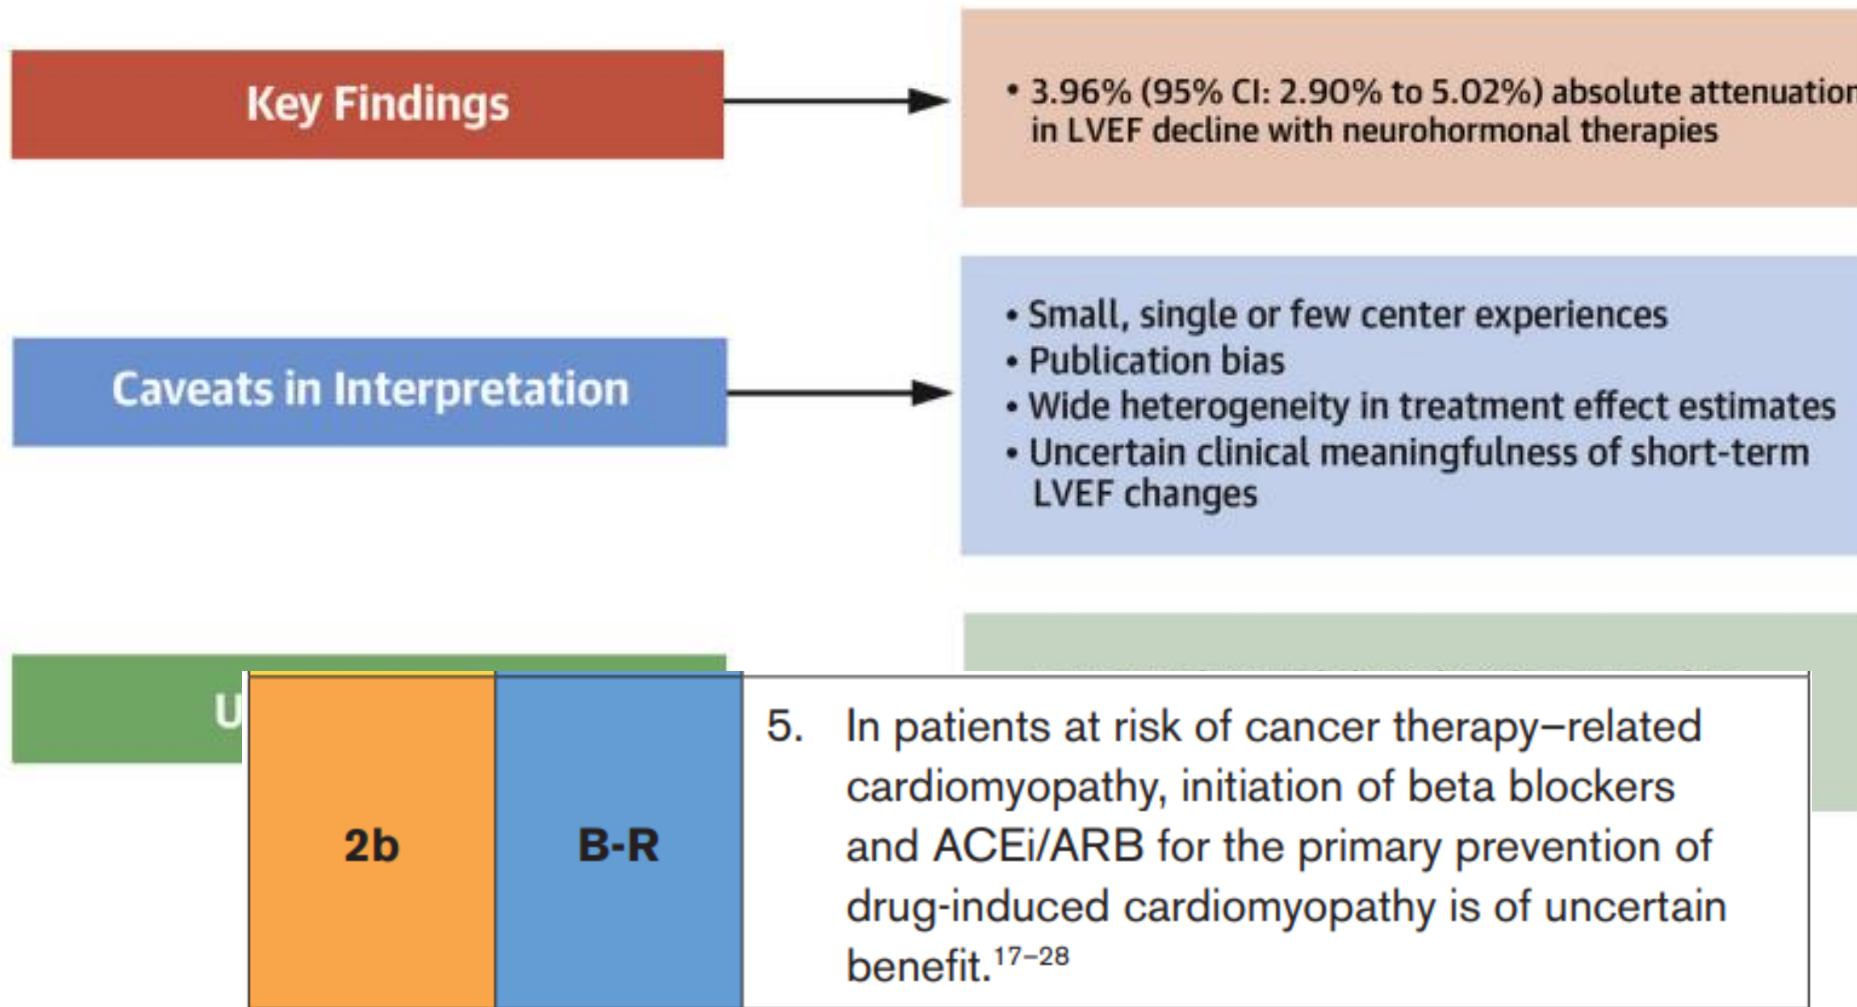 Key Findings
• 3.96% (95% CI: 2.90% to 5.02%) absolute attenuation
in LVEF decline with neurohormonal therapies
Caveats in Interpretation
• Small, single or few center experiences
• Publication bias
• Wide heterogeneity in treatment effect estimates
• Uncertain clinical meaningfulness of short-term
LVEF changes
U
2b
B-R
5. In patients at risk of cancer therapy–related
cardiomyopathy, initiation of beta blockers
and ACEi/ARB for the primary prevention of
drug-induced cardiomyopathy is of uncertain
benefit.17–28